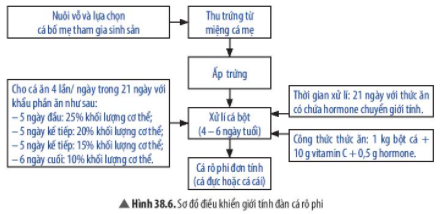 Nuôi vỗ và lựa chọn
cá bố mẹ tham gia sinh sản
Thu trứng từ
miệng cá mẹ
Ấp trứng
Cho cá ăn 4 lần/ ngày trong 21 ngày với
khẩu phần ăn như sau:
– 5 ngày đầu: 25% khối lượng cơ thể;
– 5 ngày kế tiếp: 20% khối lượng cơ thể;
– 5 ngày kế tiếp: 15% khối lượng cơ thể;
– 6 ngày cuối: 10% khối lượng cơ thể.
Xử lí cá bột
(4 – 6 ngày tuổi)
Thời gian xử lí: 21 ngày với thức ăn
có chứa hormone chuyển giới tính.
Công thức thức ăn: 1 kg bột cá +
10 g vitamin C + 0,5 g hormone.
Cá rô phi đơn tính
(cá đực hoặc cá cái)
▲ Hình 38.6. Sơ đồ điều khiển giới tính đàn cá rô phi